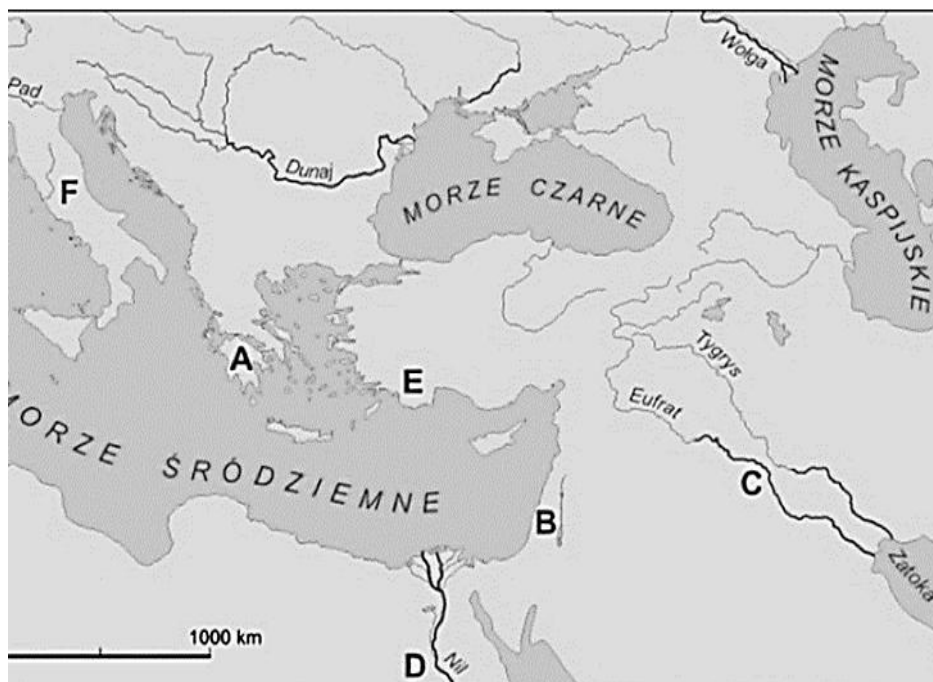 Wołga
MORZE KASPIJSKIE
Pad
Dunaj
MORZE CZARNE
F
A
E
Tygrys
Eufrat
MORZE ŚRÓDZIEMNE
C
B
Zatoka
1000 km
D
Nil